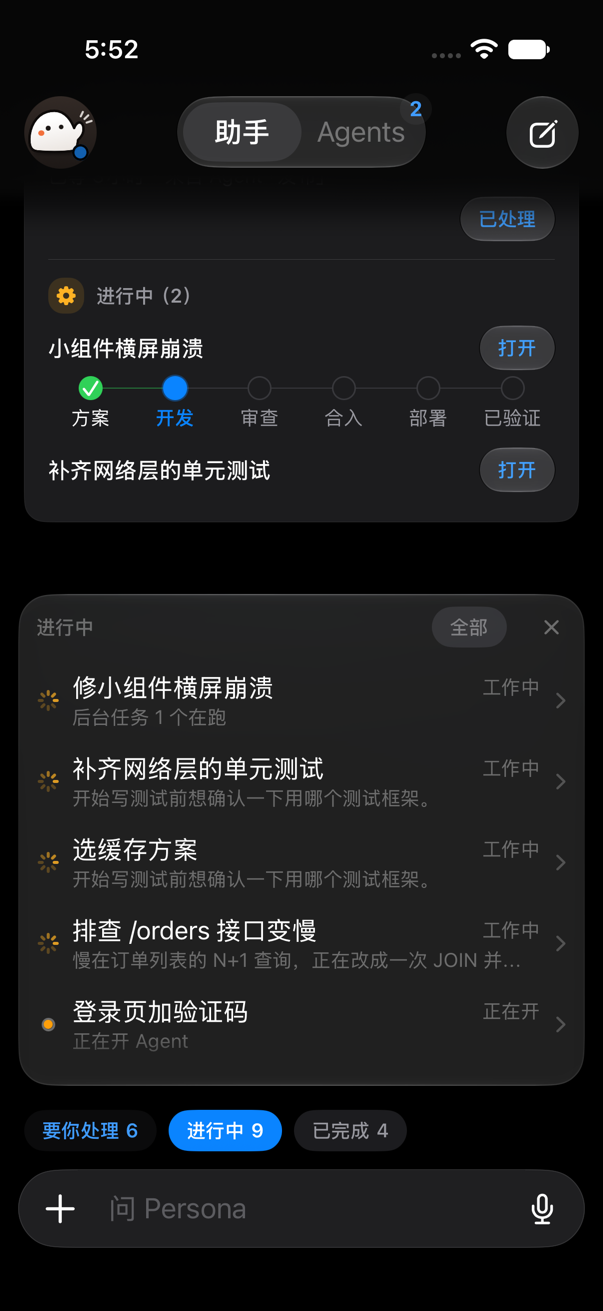 5:52
助手
Agents
2
已处理
进行中（2）
小组件横屏崩溃
打开
方案
开发
审查
合入
部署
已验证
补齐网络层的单元测试
打开
进行中
全部
修小组件横屏崩溃
工作中
后台任务 1 个在跑
补齐网络层的单元测试
工作中
开始写测试前想确认一下用哪个测试框架。
选缓存方案
工作中
开始写测试前想确认一下用哪个测试框架。
排查 /orders 接口变慢
工作中
慢在订单列表的 N+1 查询，正在改成一次 JOIN 并...
登录页加验证码
正在开
正在开 Agent
要你处理 6
进行中 9
已完成 4
问 Persona